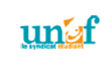 unef
le syndicat étudiant